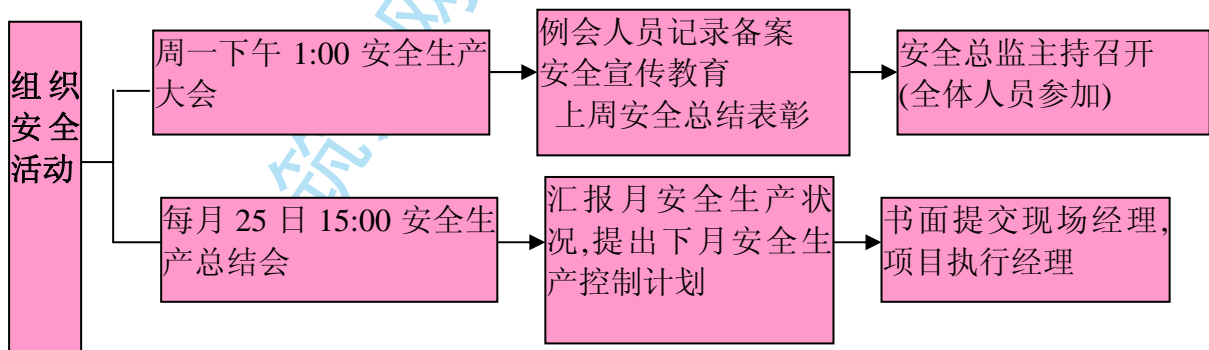 组织
安全
活动
周一下午 1:00 安全生产
大会
例会人员记录备案
安全宣传教育
上周安全总结表彰
安全总监主持召开
(全体人员参加)
每月 25 日 15:00 安全生
产总结会
汇报月安全生产状
况,提出下月安全生
产控制计划
书面提交现场经理,
项目执行经理
筑
网